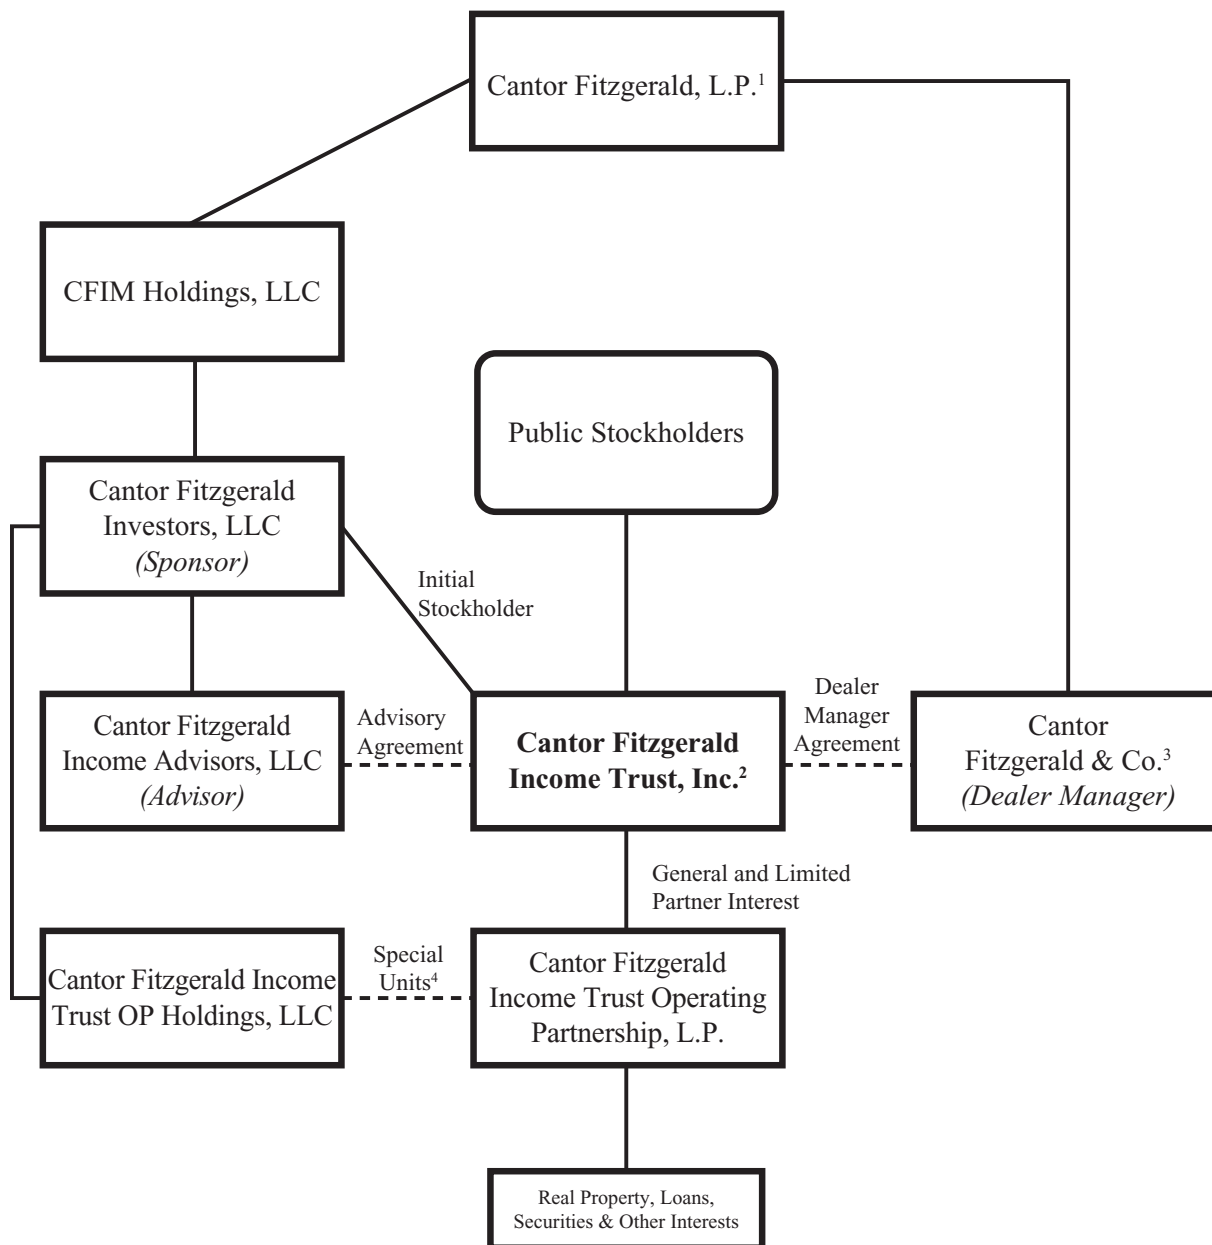 Cantor Fitzgerald, L.P.¹
CFIM Holdings, LLC
Public Stockholders
Cantor Fitzgerald
Investors, LLC
(Sponsor)
Initial
Stockholder
Cantor Fitzgerald
Income Advisors, LLC
(Advisor)
Advisory
Agreement
Cantor Fitzgerald
Income Trust, Inc.²
Dealer
Manager
Agreement
Cantor
Fitzgerald & Co.³
(Dealer Manager)
General and Limited
Partner Interest
Cantor Fitzgerald Income
Trust OP Holdings, LLC
Special
Units⁴
Cantor Fitzgerald
Income Trust Operating
Partnership, L.P.
Real Property, Loans,
Securities & Other Interests